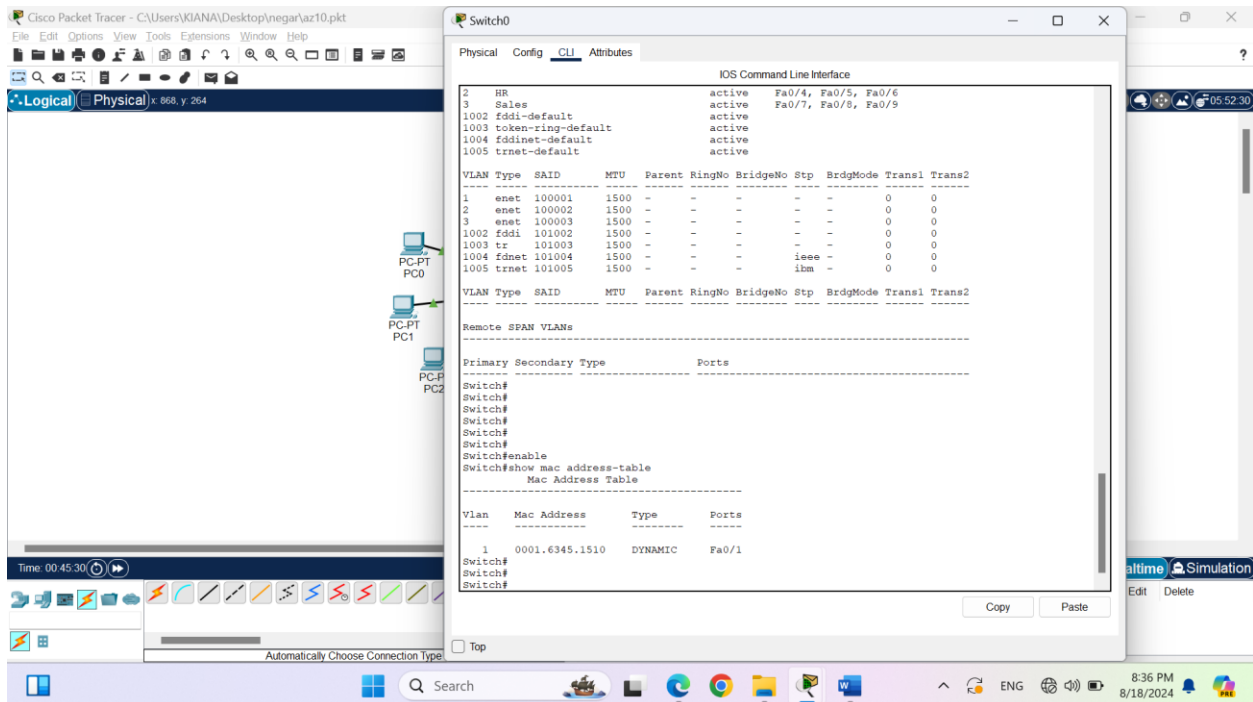 Cisco Packet Tracer - C:\Users\KIANA\Desktop\negar\az10.pkt
File Edit Options View Tools Extensions Window Help
?
Logical Physical x: 868, y: 264
05:52:30
PC-PT
PC0
PC-PT
PC1
PC-P
PC2
Switch0
Physical Config CLI Attributes
IOS Command Line Interface
2 HR active Fa0/4, Fa0/5, Fa0/6
3 Sales active Fa0/7, Fa0/8, Fa0/9
1002 fddi-default active
1003 token-ring-default active
1004 fddinet-default active
1005 trnet-default active
VLAN Type SAID MTU Parent RingNo BridgeNo Stp BrdgMode Trans1 Trans2
---- ----- ---------- ----- ------ ------ -------- ---- -------- ------ ------
1 enet 100001 1500 - - - - - 0 0
2 enet 100002 1500 - - - - - 0 0
3 enet 100003 1500 - - - - - 0 0
1002 fddi 101002 1500 - - - - - 0 0
1003 tr 101003 1500 - - - - - 0 0
1004 fdnet 101004 1500 - - - ieee - 0 0
1005 trnet 101005 1500 - - - ibm - 0 0
VLAN Type SAID MTU Parent RingNo BridgeNo Stp BrdgMode Trans1 Trans2
---- ----- ---------- ----- ------ ------ -------- ---- -------- ------ ------
Remote SPAN VLANs
------------------------------------------------------------------------------
Primary Secondary Type Ports
------- --------- ----------------- ------------------------------------------
Switch#
Switch#
Switch#
Switch#
Switch#
Switch#
Switch#enable
Switch#show mac address-table
Mac Address Table
-------------------------------------------
Vlan Mac Address Type Ports
---- ----------- -------- -----
1 0001.6345.1510 DYNAMIC Fa0/1
Switch#
Switch#
Switch#
Copy Paste
Top
Time: 00:45:30
altime Simulation
Edit Delete
Automatically Choose Connection Type
Search
ENG
8:36 PM
8/18/2024
PRE